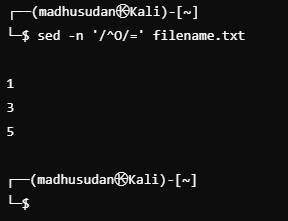 ┌──(madhusudan㉿Kali)-[~]
└─$ sed -n '/^O/=' filename.txt
1
3
5
┌──(madhusudan㉿Kali)-[~]
└─$